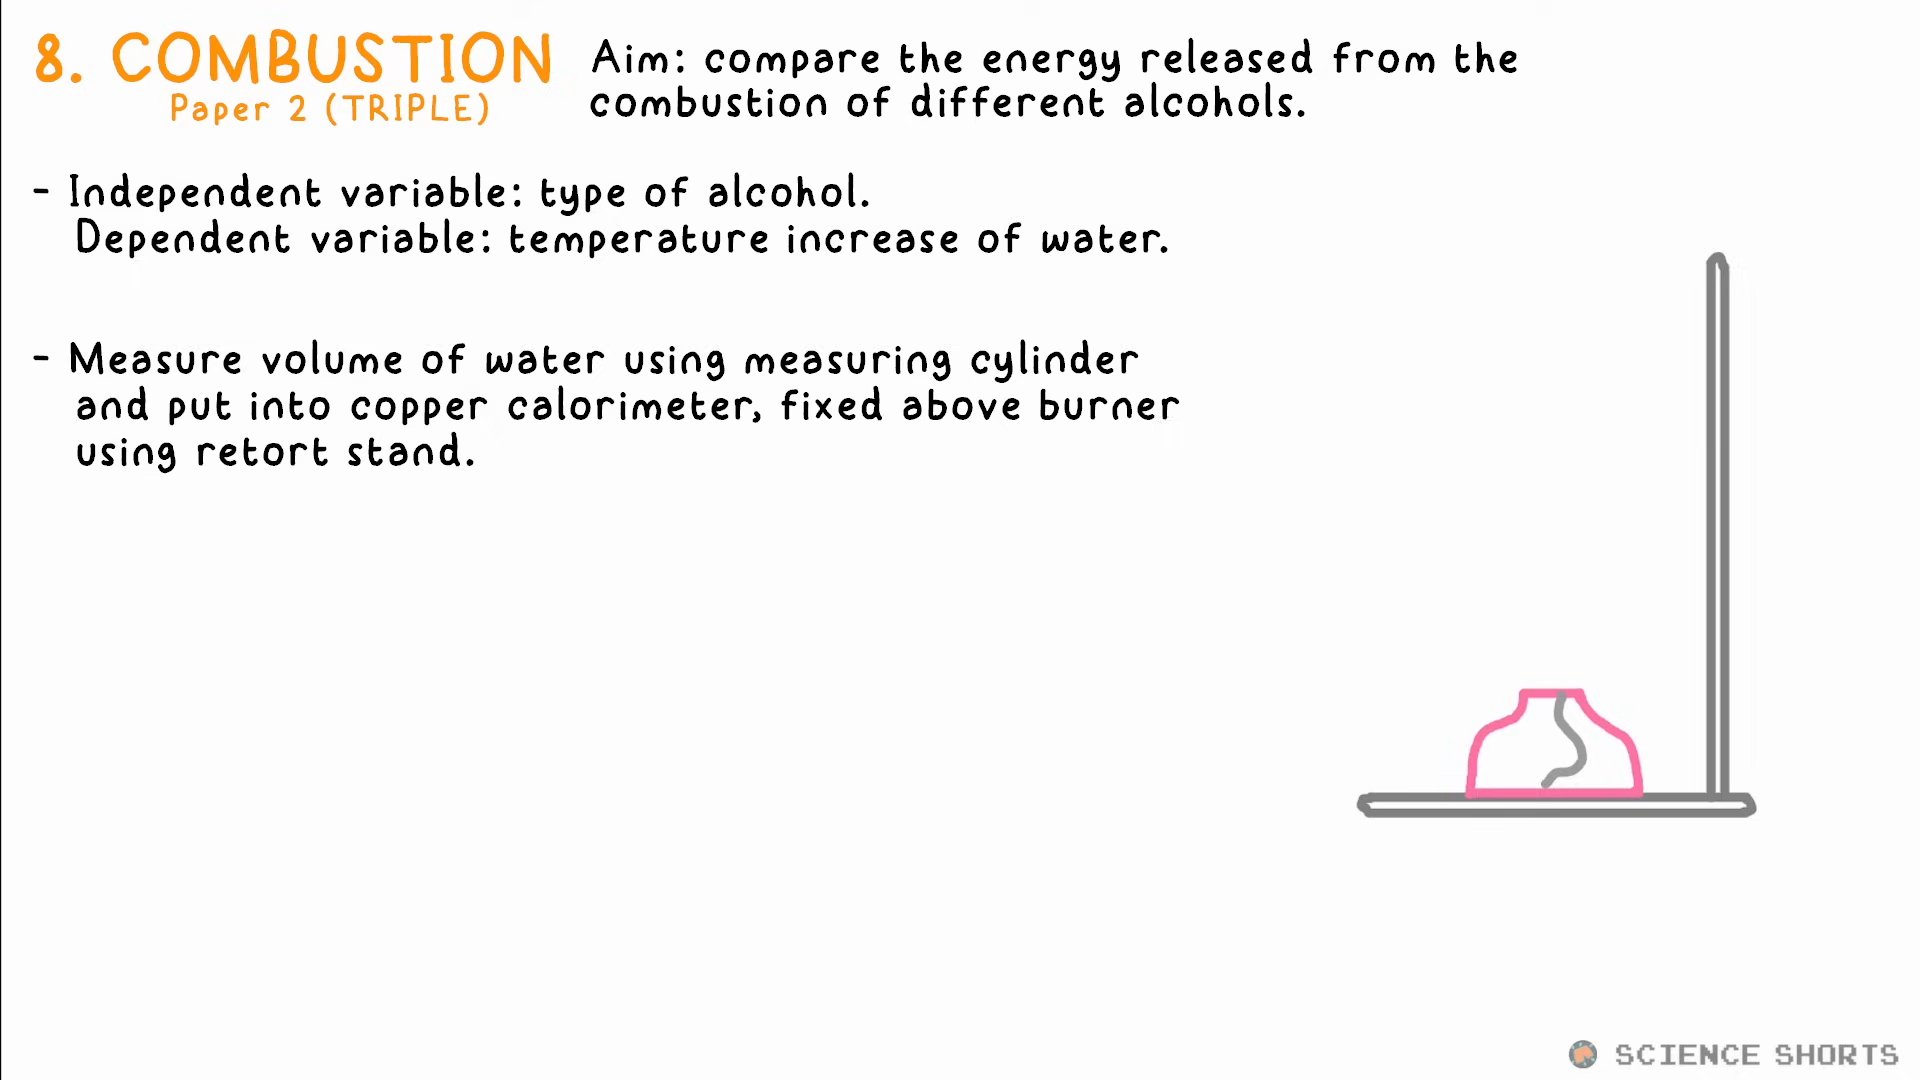 8. COMBUSTION
Paper 2 (TRIPLE)
Aim: compare the energy released from the
combustion of different alcohols.
- Independent variable: type of alcohol.
Dependent variable: temperature increase of water.
- Measure volume of water using measuring cylinder
and put into copper calorimeter, fixed above burner
using retort stand.
SCIENCE SHORTS